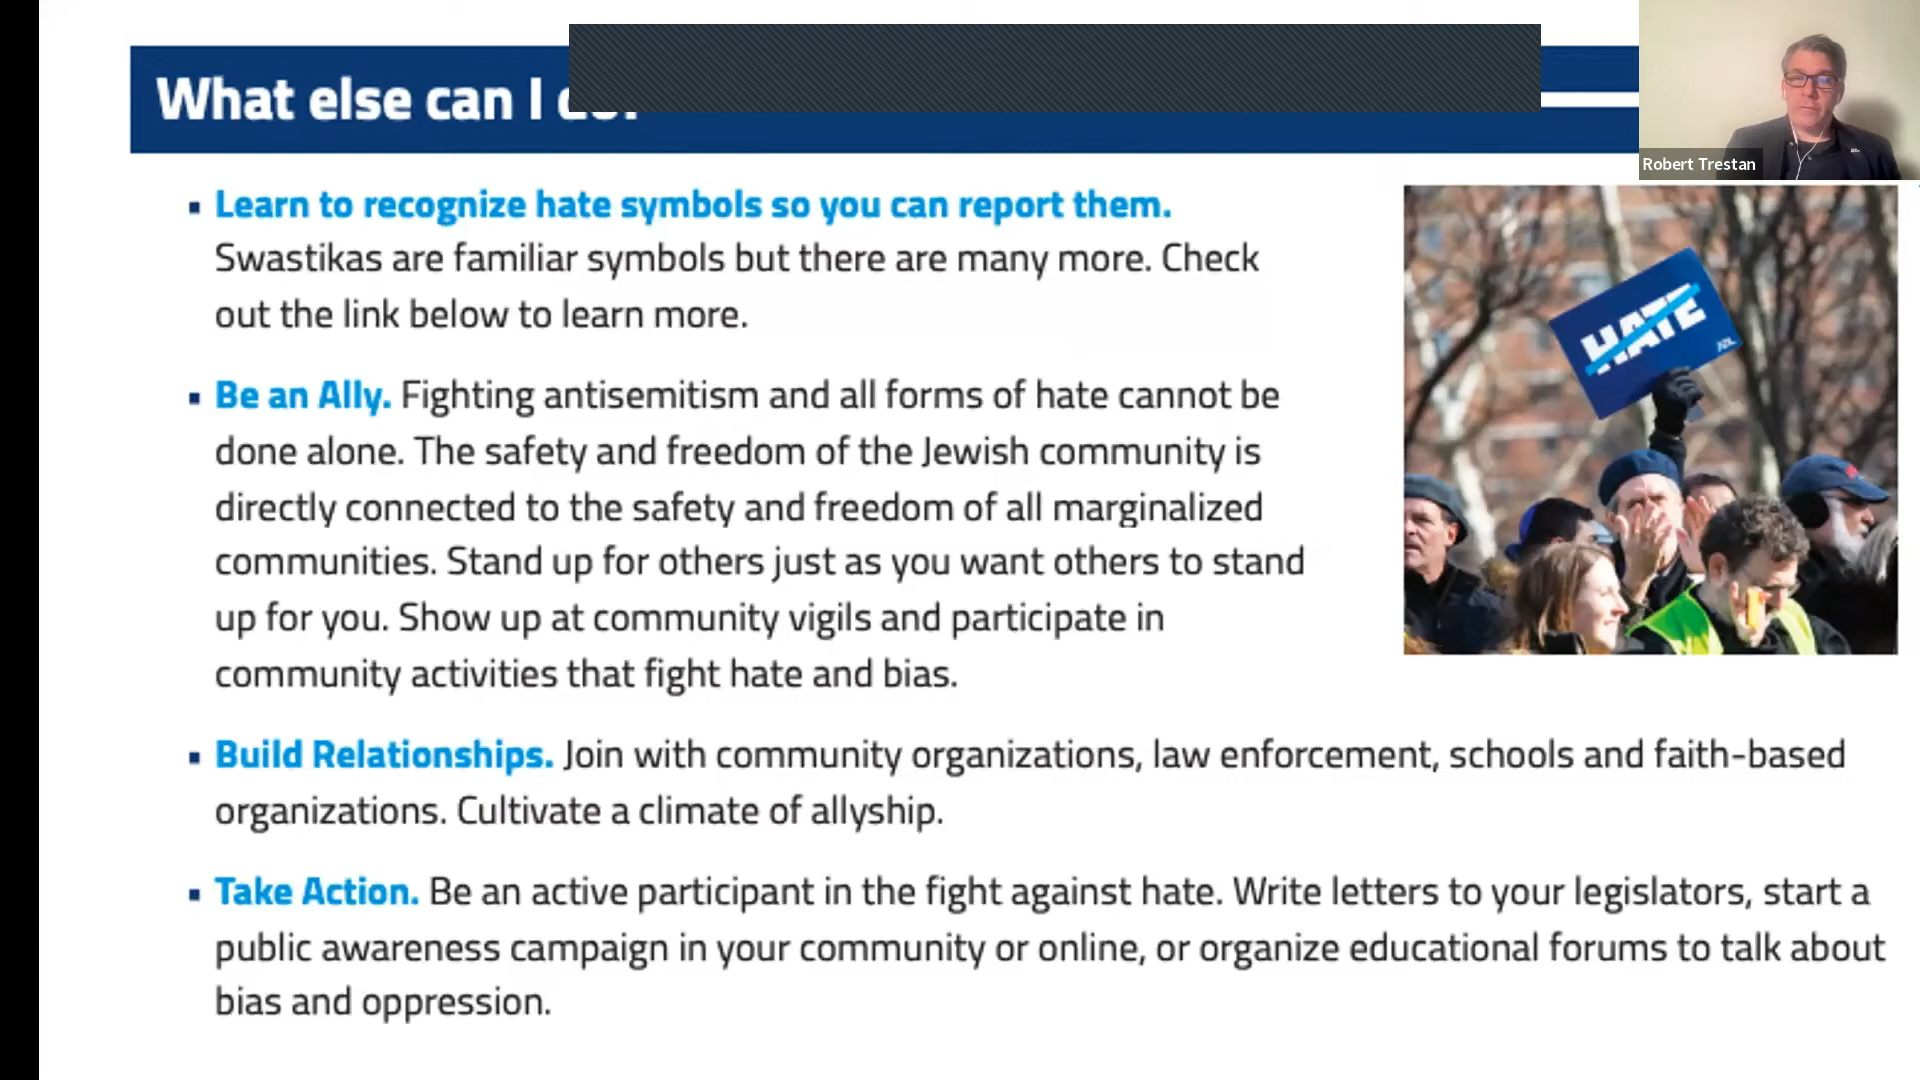 What else can I do?
Robert Trestan
▪ Learn to recognize hate symbols so you can report them.
Swastikas are familiar symbols but there are many more. Check
out the link below to learn more.
HATE
ADL
▪ Be an Ally. Fighting antisemitism and all forms of hate cannot be
done alone. The safety and freedom of the Jewish community is
directly connected to the safety and freedom of all marginalized
communities. Stand up for others just as you want others to stand
up for you. Show up at community vigils and participate in
community activities that fight hate and bias.
▪ Build Relationships. Join with community organizations, law enforcement, schools and faith-based
organizations. Cultivate a climate of allyship.
▪ Take Action. Be an active participant in the fight against hate. Write letters to your legislators, start a
public awareness campaign in your community or online, or organize educational forums to talk about
bias and oppression.